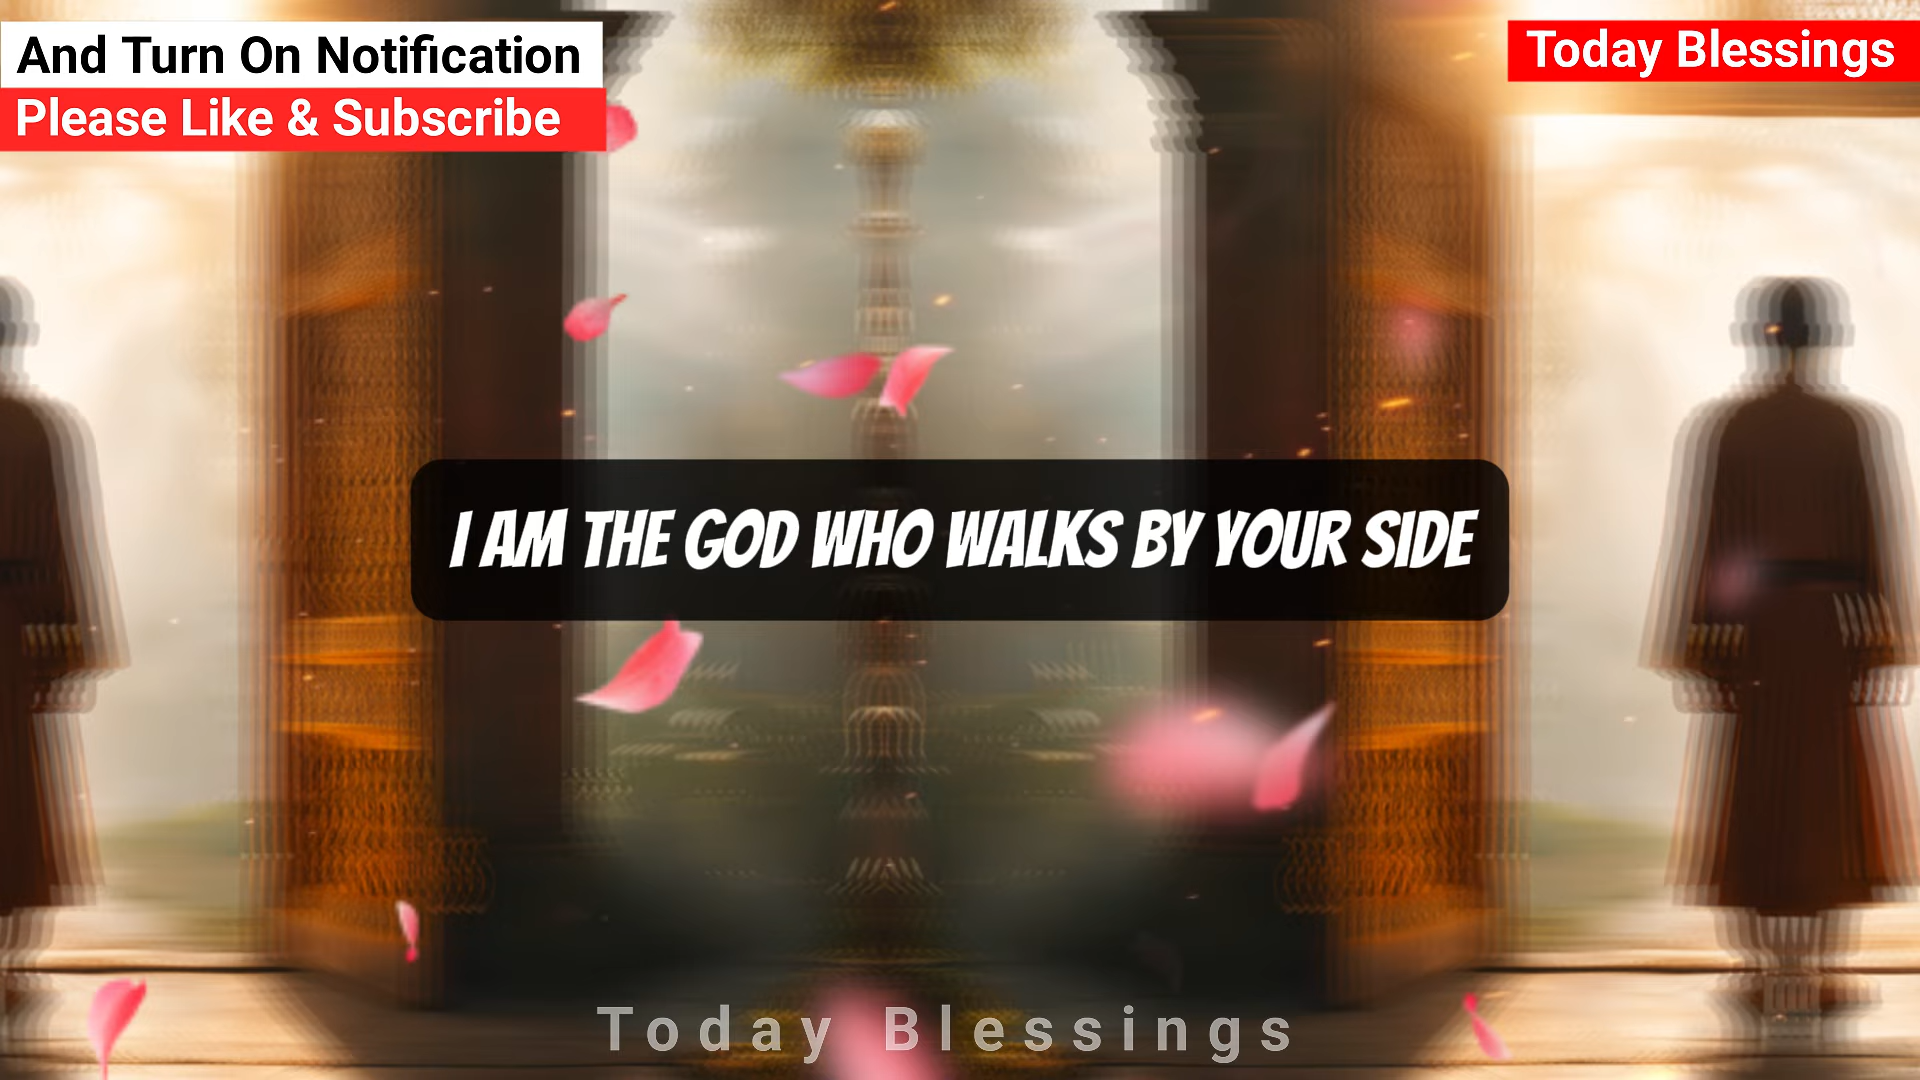 And Turn On Notification
Please Like & Subscribe
Today Blessings
I AM THE GOD WHO WALKS BY YOUR SIDE
Today Blessings